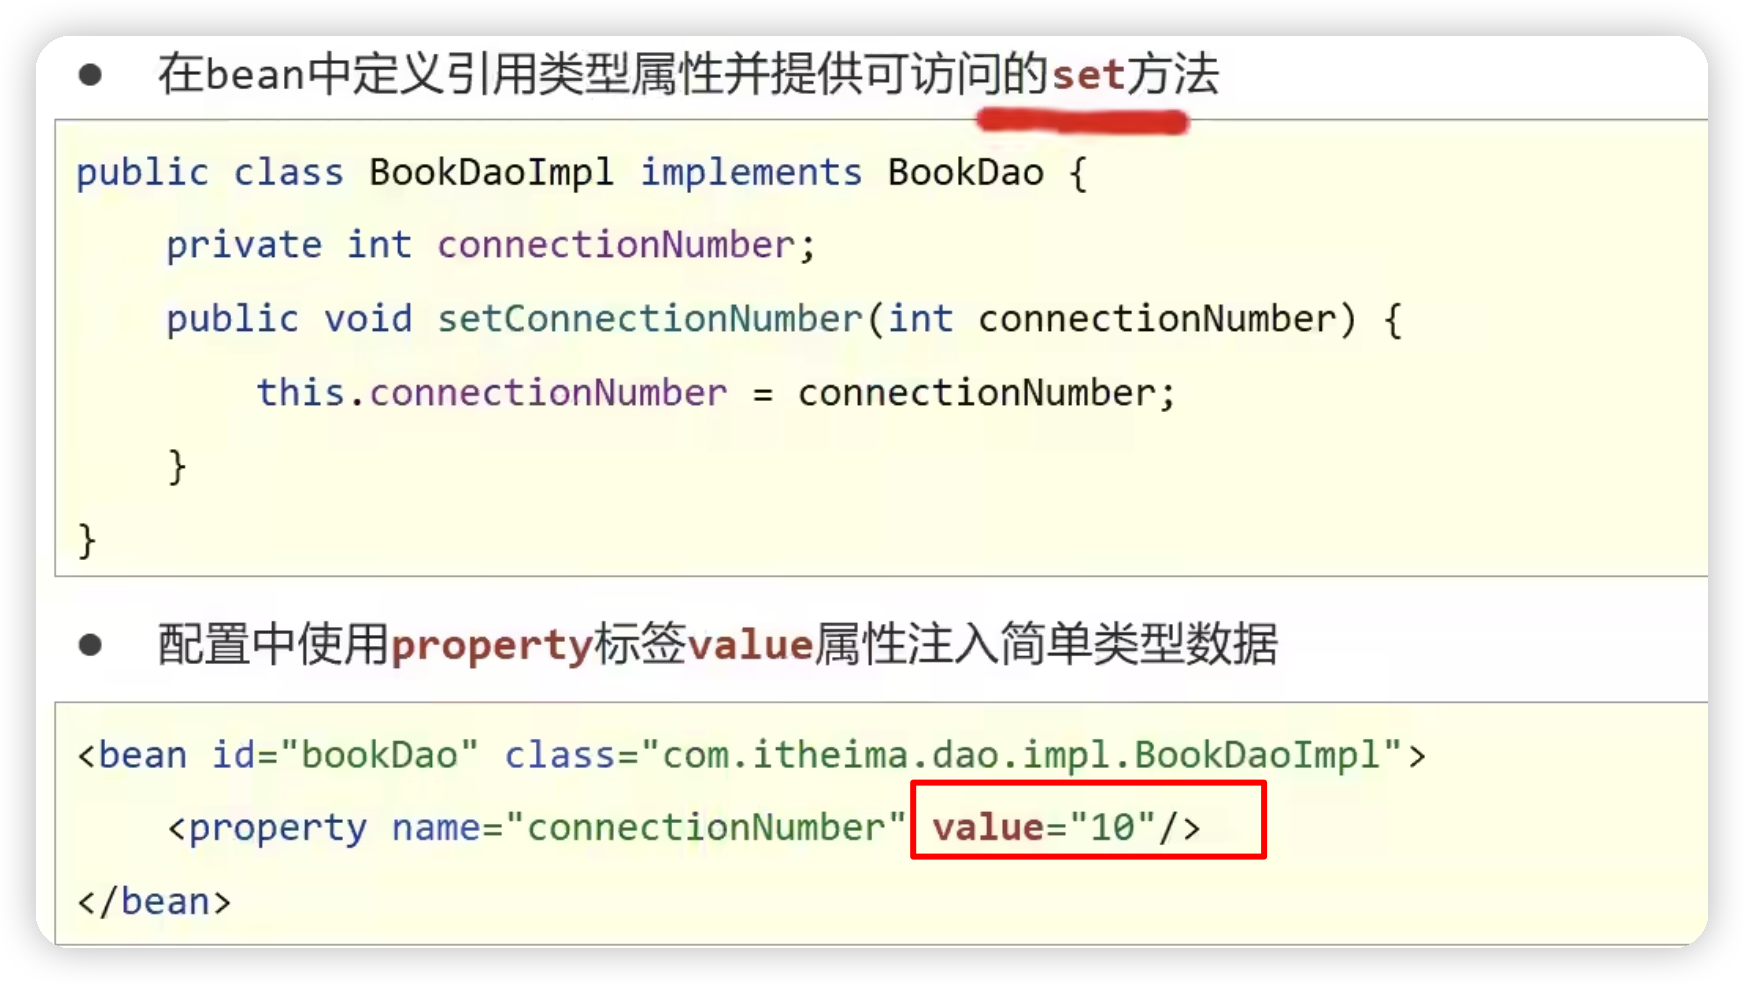 ● 在bean中定义引用类型属性并提供可访问的set方法
public class BookDaoImpl implements BookDao {
    private int connectionNumber;
    public void setConnectionNumber(int connectionNumber) {
        this.connectionNumber = connectionNumber;
    }
}
● 配置中使用property标签value属性注入简单类型数据
<bean id="bookDao" class="com.itheima.dao.impl.BookDaoImpl">
    <property name="connectionNumber" value="10"/>
</bean>